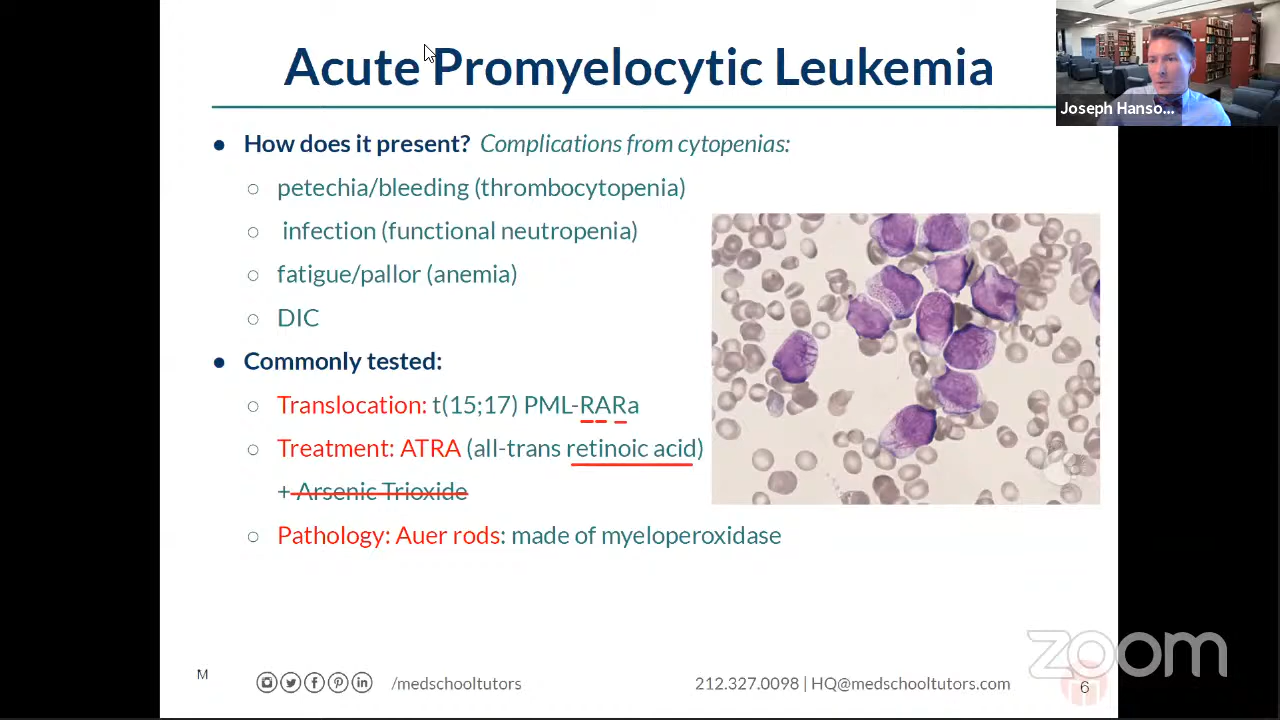 Acute Promyelocytic Leukemia
Joseph Hanso...
● How does it present? Complications from cytopenias:
○ petechia/bleeding (thrombocytopenia)
○ infection (functional neutropenia)
○ fatigue/pallor (anemia)
○ DIC
● Commonly tested:
○ Translocation: t(15;17) PML-RARa
○ Treatment: ATRA (all-trans retinoic acid)
+ Arsenic Trioxide
○ Pathology: Auer rods: made of myeloperoxidase
zoom
M
/medschooltutors
212.327.0098 | HQ@medschooltutors.com
6